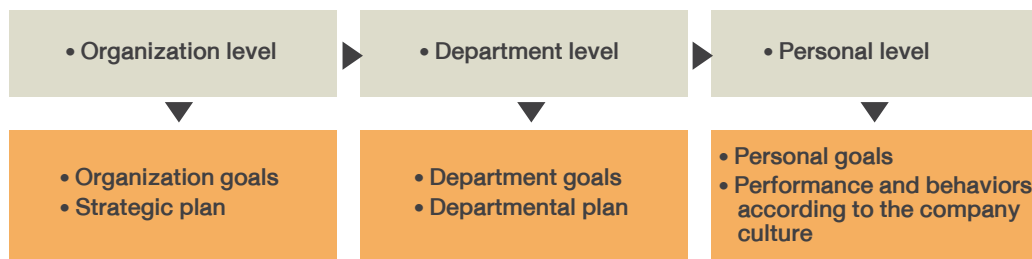 • Organization level
• Department level
• Personal level
• Organization goals
• Strategic plan
• Department goals
• Departmental plan
• Personal goals
• Performance and behaviors
according to the company
culture